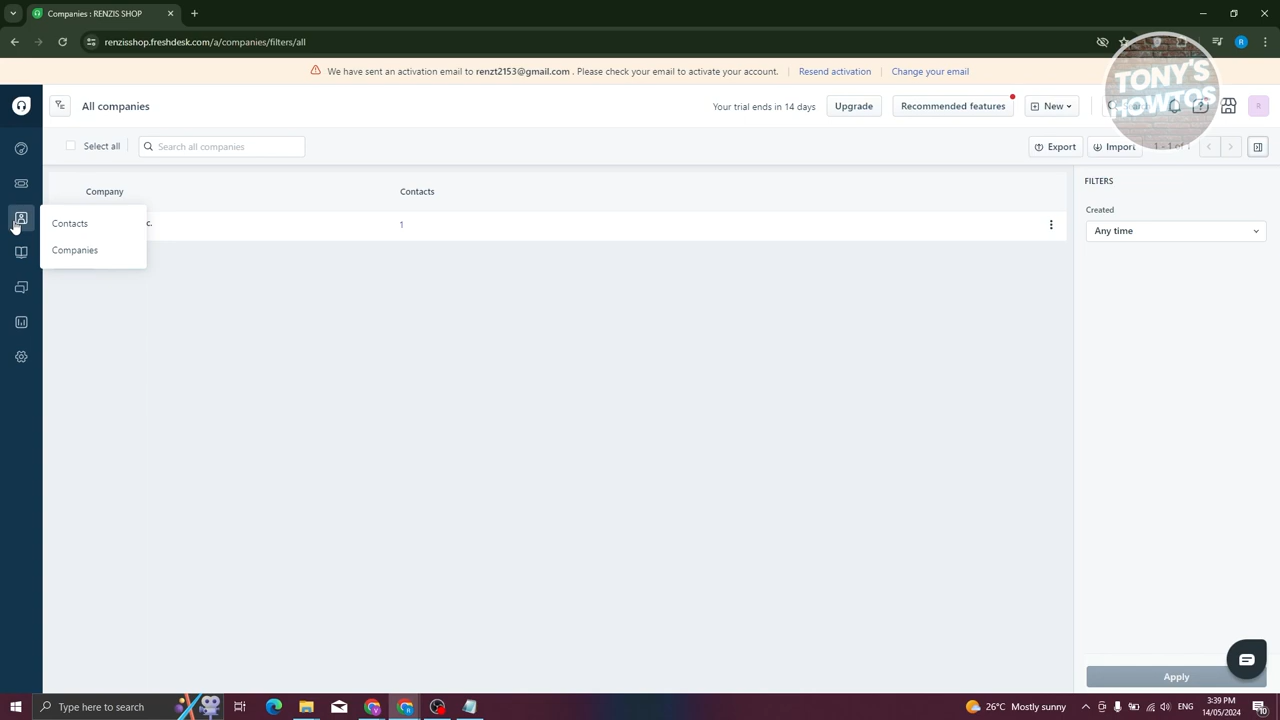 Companies : RENZIS SHOP
renzisshop.freshdesk.com/a/companies/filters/all
We have sent an activation email to renzt2153@gmail.com . Please check your email to activate your account.
Resend activation
Change your email
TONY'S
HOWTOS
All companies
Your trial ends in 14 days
Upgrade
Recommended features
New
R
Select all
Search all companies
Export
Import
1 - 1 of
Company
Contacts
FILTERS
Created
Any time
c.
1
Contacts
Companies
Apply
Type here to search
26°C Mostly sunny
ENG
3:39 PM
14/05/2024
10